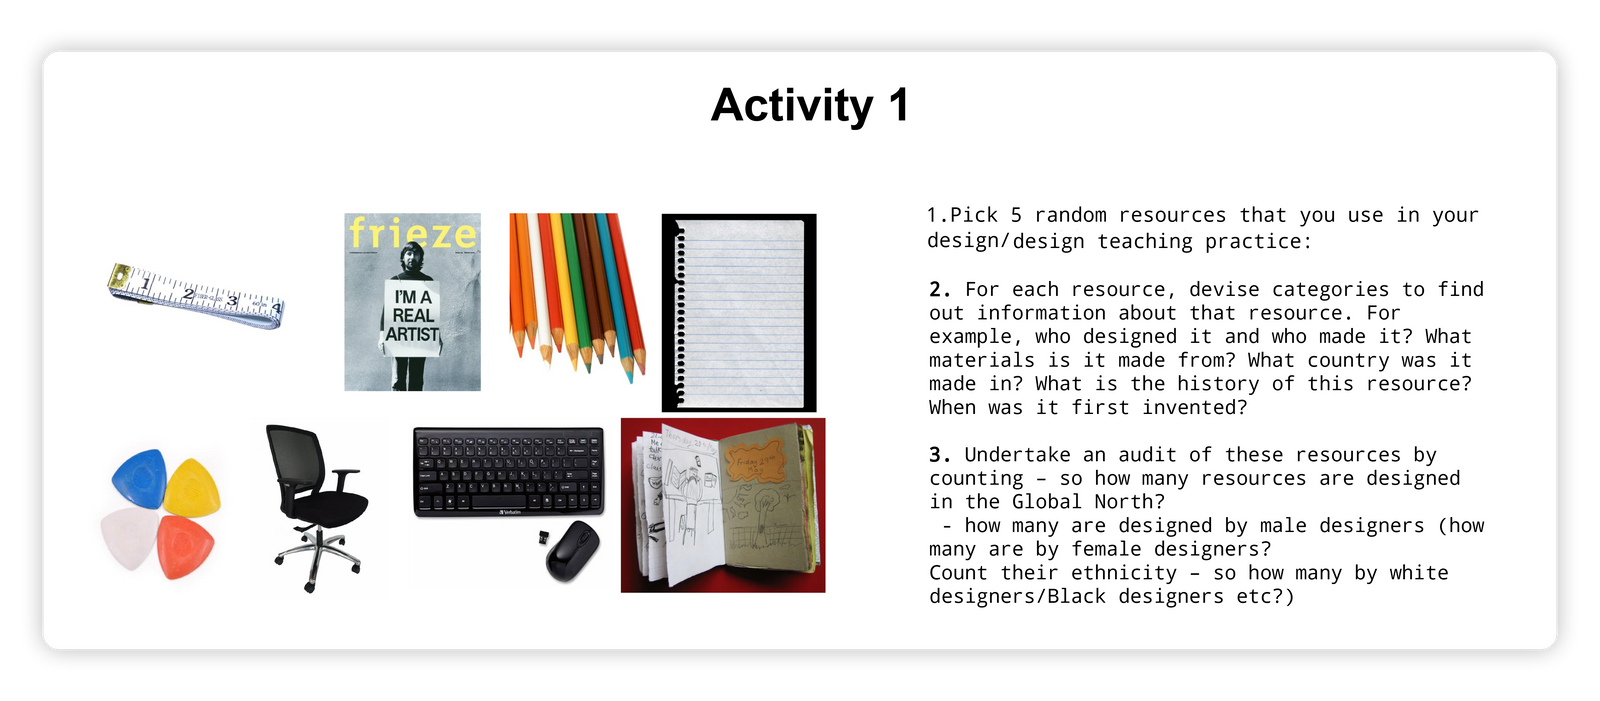 Activity 1
1.Pick 5 random resources that you use in your
design/design teaching practice:
2. For each resource, devise categories to find
out information about that resource. For
example, who designed it and who made it? What
materials is it made from? What country was it
made in? What is the history of this resource?
When was it first invented?
3. Undertake an audit of these resources by
counting – so how many resources are designed
in the Global North?
- how many are designed by male designers (how
many are by female designers?
Count their ethnicity – so how many by white
designers/Black designers etc?)
1 2 3 4
frieze
I'M A
REAL
ARTIST
Verbatim